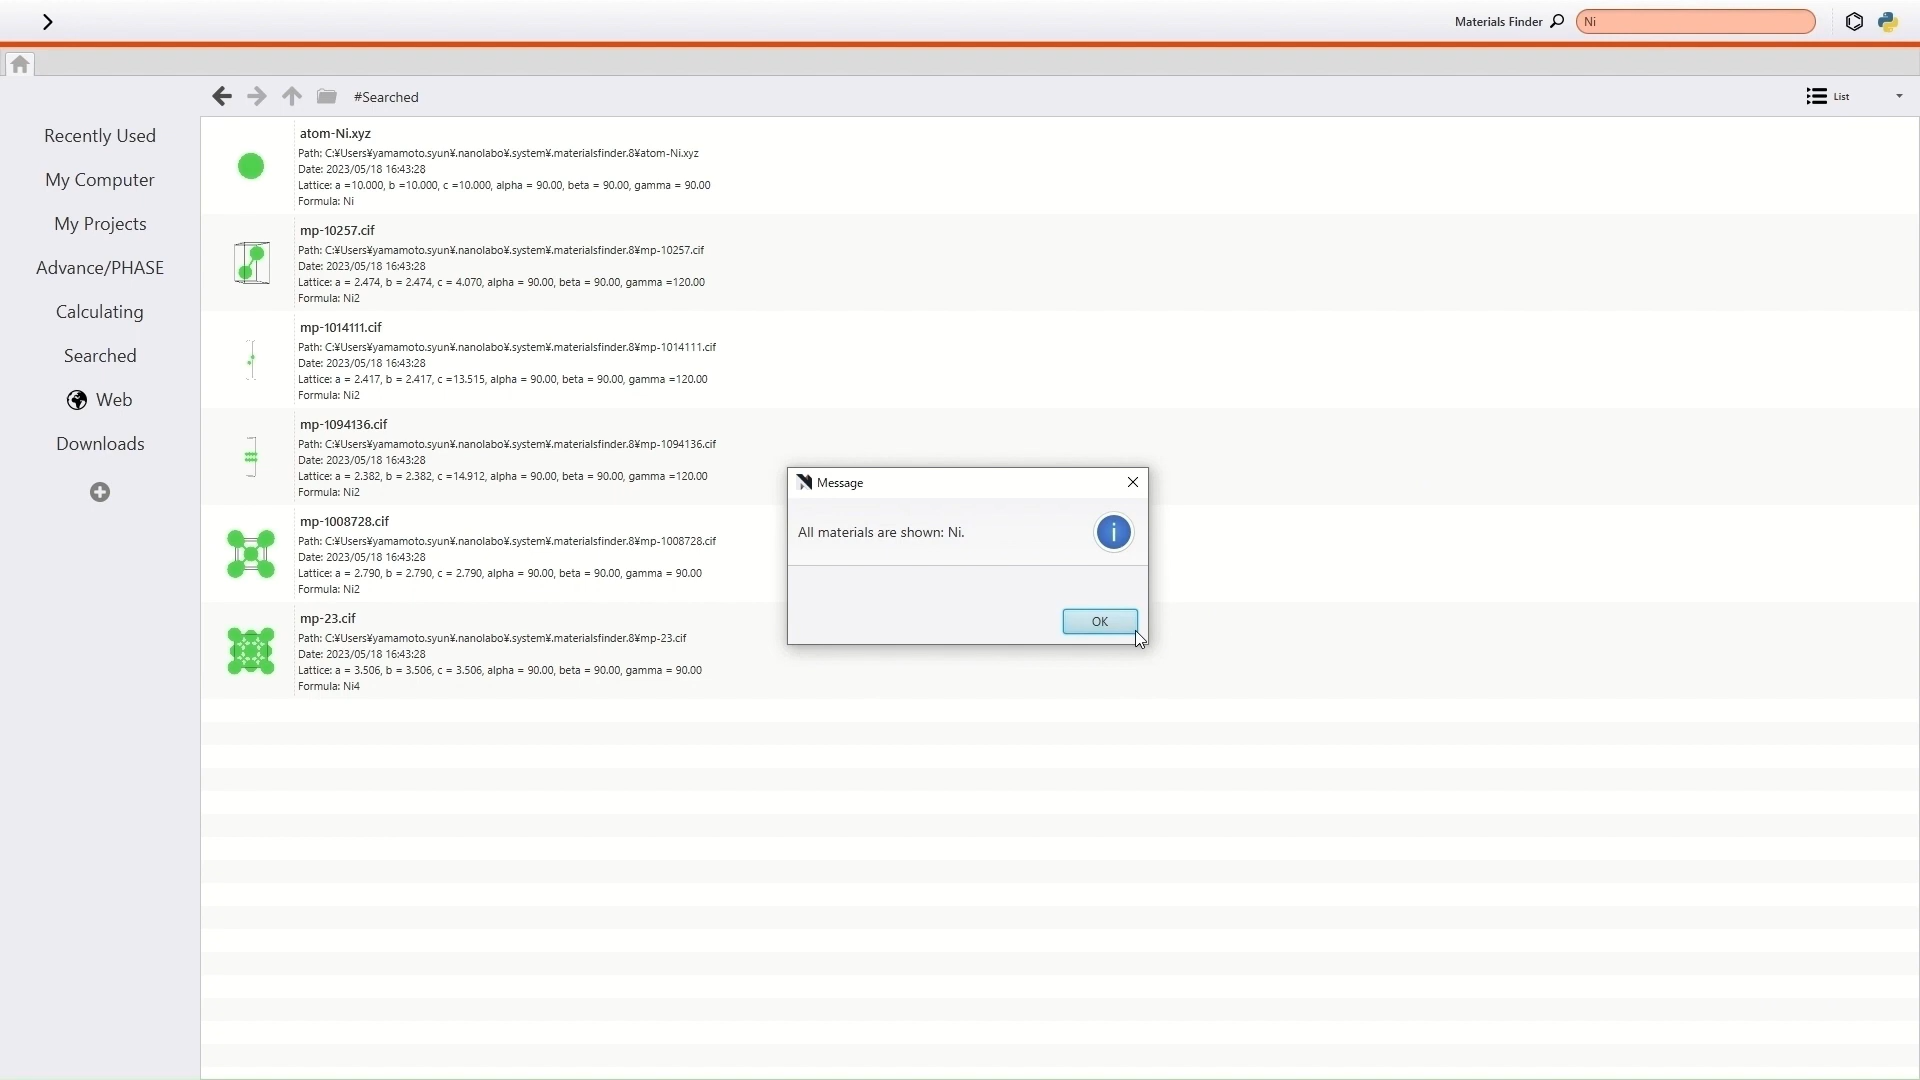 Materials Finder
Ni
#Searched
List
Recently Used
My Computer
My Projects
Advance/PHASE
Calculating
Searched
Web
Downloads
atom-Ni.xyz
Path: C:¥Users¥yamamoto.syun¥.nanolabo¥.system¥.materialsfinder.8¥atom-Ni.xyz
Date: 2023/05/18 16:43:28
Lattice: a =10.000, b =10.000, c =10.000, alpha = 90.00, beta = 90.00, gamma = 90.00
Formula: Ni
mp-10257.cif
Path: C:¥Users¥yamamoto.syun¥.nanolabo¥.system¥.materialsfinder.8¥mp-10257.cif
Date: 2023/05/18 16:43:28
Lattice: a = 2.474, b = 2.474, c = 4.070, alpha = 90.00, beta = 90.00, gamma =120.00
Formula: Ni2
mp-1014111.cif
Path: C:¥Users¥yamamoto.syun¥.nanolabo¥.system¥.materialsfinder.8¥mp-1014111.cif
Date: 2023/05/18 16:43:28
Lattice: a = 2.417, b = 2.417, c =13.515, alpha = 90.00, beta = 90.00, gamma =120.00
Formula: Ni2
mp-1094136.cif
Path: C:¥Users¥yamamoto.syun¥.nanolabo¥.system¥.materialsfinder.8¥mp-1094136.cif
Date: 2023/05/18 16:43:28
Lattice: a = 2.382, b = 2.382, c =14.912, alpha = 90.00, beta = 90.00, gamma =120.00
Formula: Ni2
mp-1008728.cif
Path: C:¥Users¥yamamoto.syun¥.nanolabo¥.system¥.materialsfinder.8¥mp-1008728.cif
Date: 2023/05/18 16:43:28
Lattice: a = 2.790, b = 2.790, c = 2.790, alpha = 90.00, beta = 90.00, gamma = 90.00
Formula: Ni2
mp-23.cif
Path: C:¥Users¥yamamoto.syun¥.nanolabo¥.system¥.materialsfinder.8¥mp-23.cif
Date: 2023/05/18 16:43:28
Lattice: a = 3.506, b = 3.506, c = 3.506, alpha = 90.00, beta = 90.00, gamma = 90.00
Formula: Ni4
Message
All materials are shown: Ni.
OK